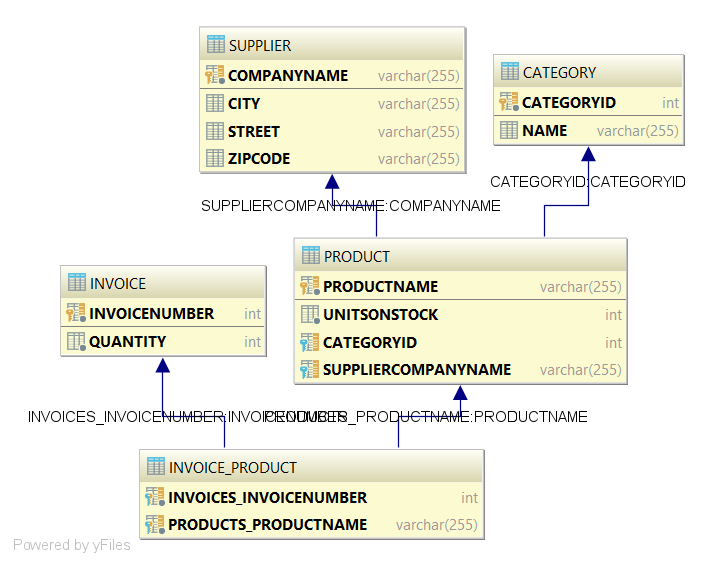 SUPPLIER
COMPANYNAME varchar(255)
CITY varchar(255)
STREET varchar(255)
ZIPCODE varchar(255)
CATEGORY
CATEGORYID int
NAME varchar(255)
SUPPLIERCOMPANYNAME:COMPANYNAME
CATEGORYID:CATEGORYID
PRODUCT
PRODUCTNAME varchar(255)
UNITSONSTOCK int
CATEGORYID int
SUPPLIERCOMPANYNAME varchar(255)
INVOICE
INVOICENUMBER int
QUANTITY int
INVOICES_INVOICENUMBER:INVOICENUMBER
PRODUCTS_PRODUCTNAME:PRODUCTNAME
INVOICE_PRODUCT
INVOICES_INVOICENUMBER int
PRODUCTS_PRODUCTNAME varchar(255)
Powered by yFiles